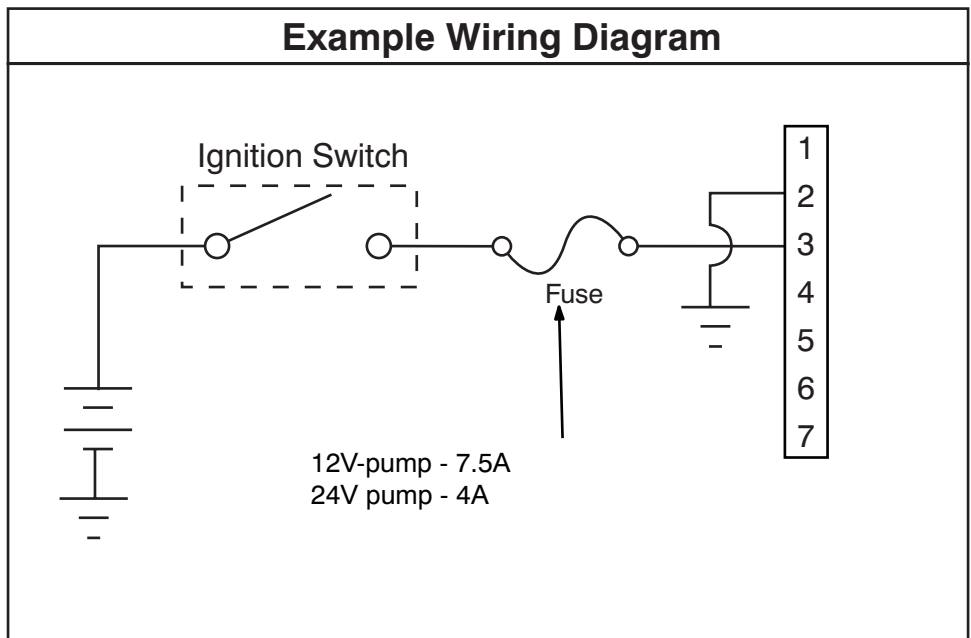 Example Wiring Diagram
Ignition Switch
1
2
3
4
5
6
7
Fuse
12V-pump - 7.5A
24V pump - 4A